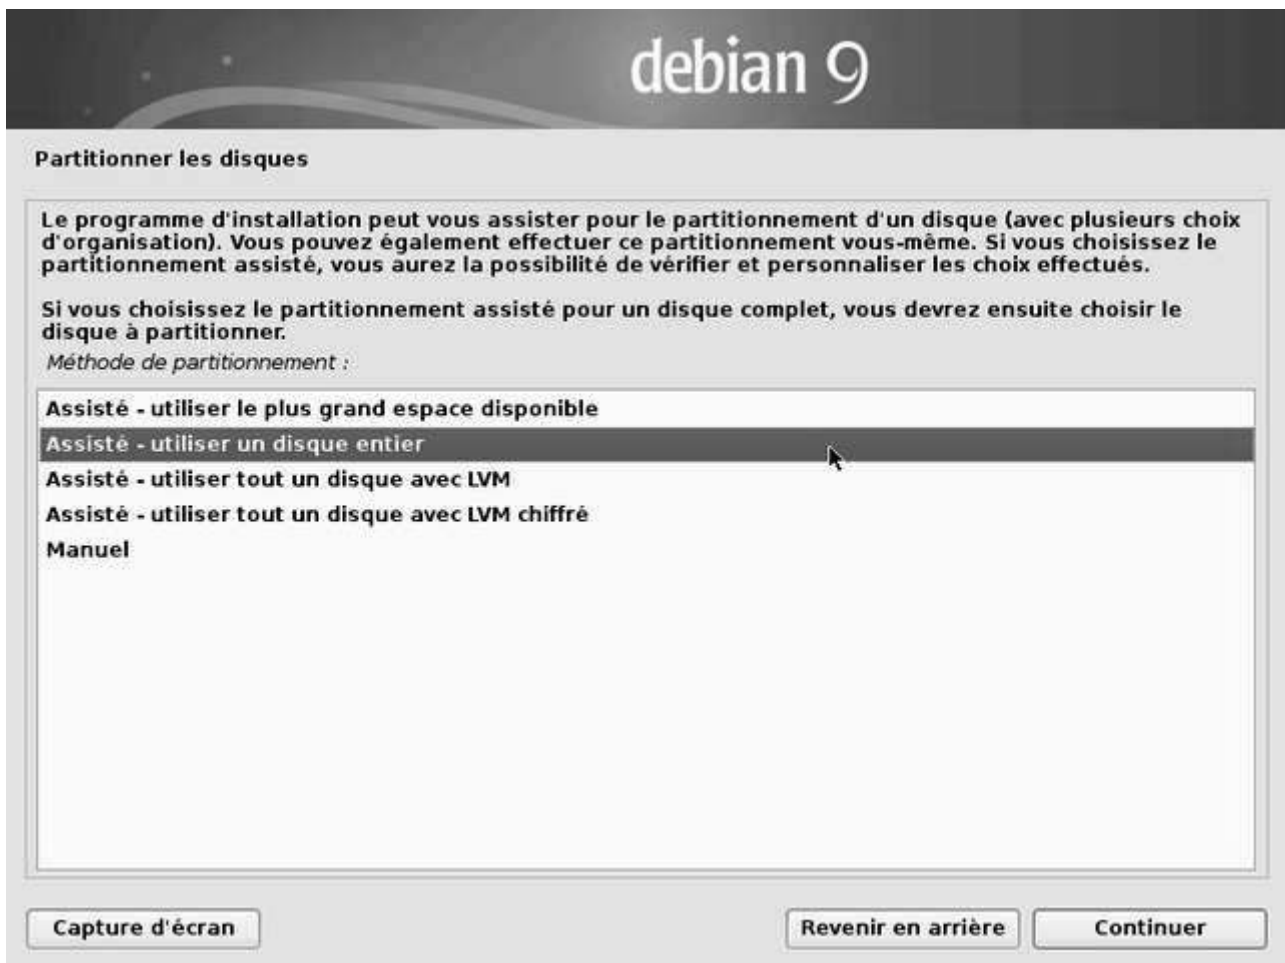 debian 9
Partitionner les disques
Le programme d'installation peut vous assister pour le partitionnement d'un disque (avec plusieurs choix
d'organisation). Vous pouvez également effectuer ce partitionnement vous-même. Si vous choisissez le
partitionnement assisté, vous aurez la possibilité de vérifier et personnaliser les choix effectués.
Si vous choisissez le partitionnement assisté pour un disque complet, vous devrez ensuite choisir le
disque à partitionner.
Méthode de partitionnement :
Assisté - utiliser le plus grand espace disponible
Assisté - utiliser un disque entier
Assisté - utiliser tout un disque avec LVM
Assisté - utiliser tout un disque avec LVM chiffré
Manuel
Capture d'écran
Revenir en arrière
Continuer